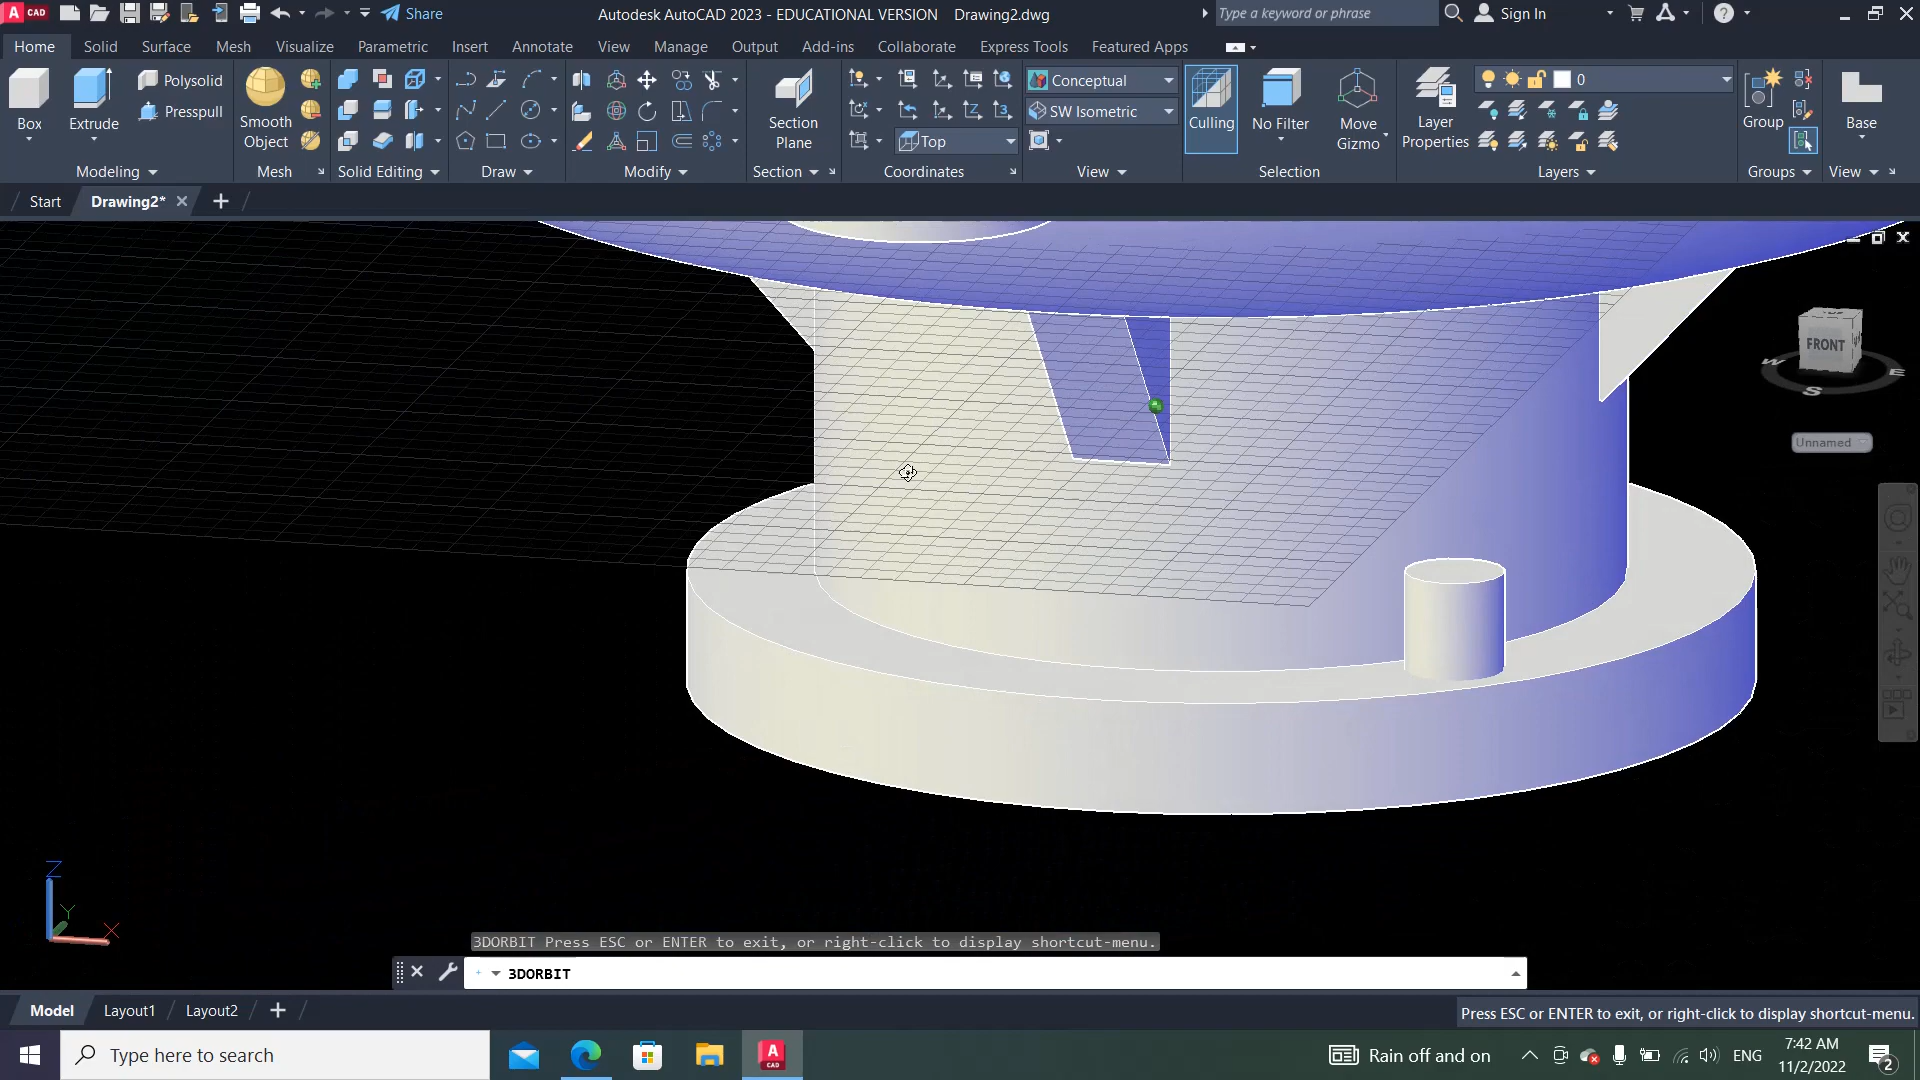 CAD
Share
Autodesk AutoCAD 2023 - EDUCATIONAL VERSION Drawing2.dwg
Type a keyword or phrase
Sign In
Home Solid Surface Mesh Visualize Parametric Insert Annotate View Manage Output Add-ins Collaborate Express Tools Featured Apps
Box
Extrude
Polysolid
Presspull
Smooth Object
Section Plane
Top
Conceptual
SW Isometric
Culling
No Filter
Move Gizmo
Layer Properties
0
Group
Base
Modeling Mesh Solid Editing Draw Modify Section Coordinates View Selection Layers Groups View
Start Drawing2*
FRONT
W
S
E
Unnamed
Z
Y
X
3DORBIT Press ESC or ENTER to exit, or right-click to display shortcut-menu.
3DORBIT
Model Layout1 Layout2
Press ESC or ENTER to exit, or right-click to display shortcut-menu.
Type here to search
A
CAD
Rain off and on
ENG
7:42 AM
11/2/2022
2